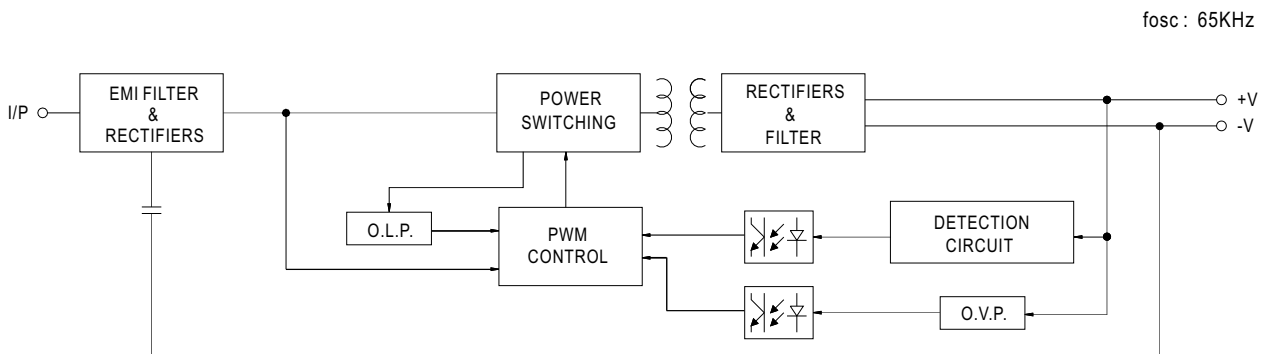 fosc : 65KHz
I/P
EMI FILTER
&
RECTIFIERS
POWER
SWITCHING
RECTIFIERS
&
FILTER
+V
-V
O.L.P.
PWM
CONTROL
DETECTION
CIRCUIT
O.V.P.